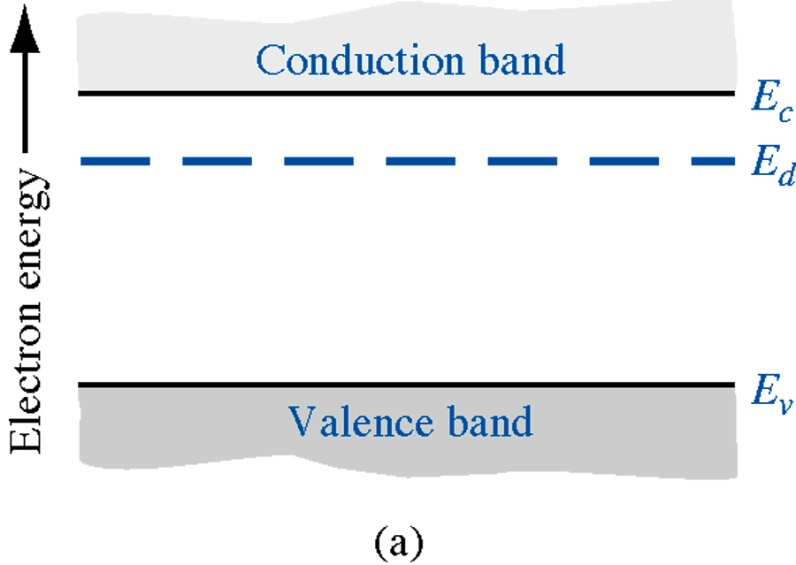 Conduction band
E_c
E_d
Electron energy
E_v
Valence band
(a)